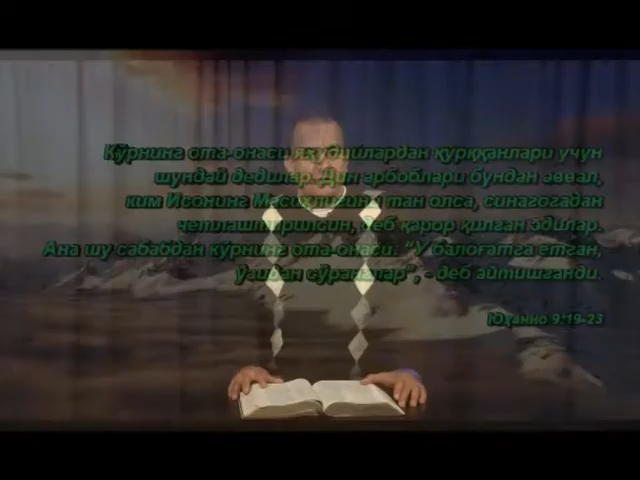 Кўрнинг ота-онаси яҳудийлардан қўрққанлари учун
шундай дедилар. Дин арбоблари бундан аввал,
ким Исонинг Масиҳлигини тан олса, синагогадан
четлаштирилсин, деб қарор қилган эдилар.
Ана шу сабабдан кўрнинг ота-онаси: “У балоғатга етган,
ўзидан сўранглар”, - деб айтишганди.
Юҳанно 9:19-23